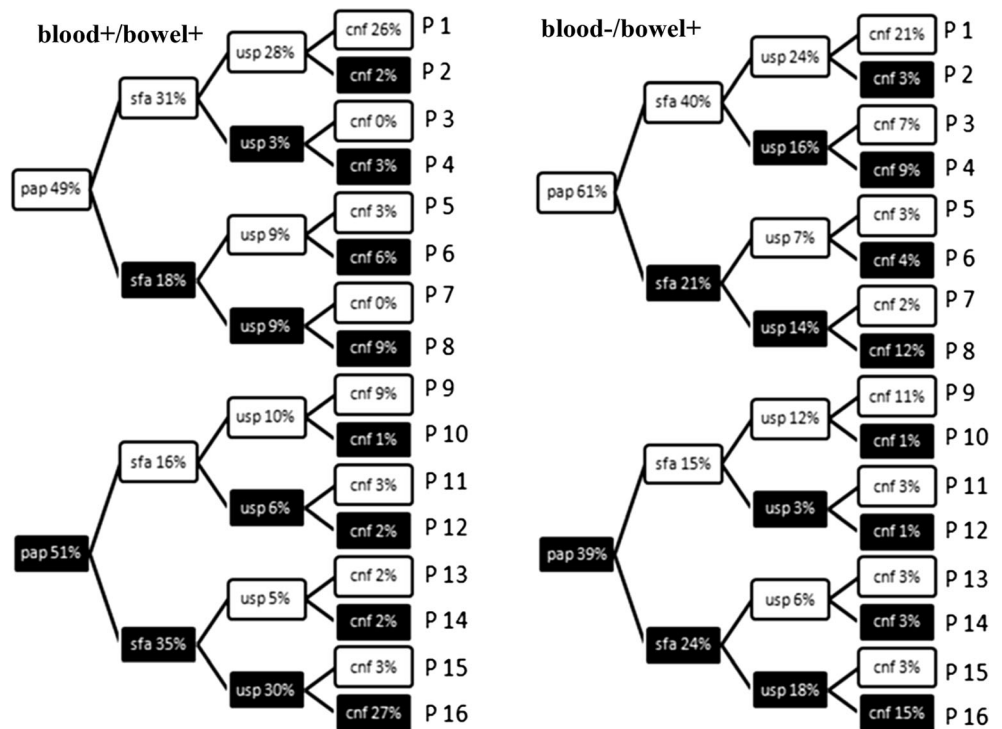 blood+/bowel+
pap 49%
sfa 31%
usp 28%
cnf 26% P 1
cnf 2% P 2
usp 3%
cnf 0% P 3
cnf 3% P 4
sfa 18%
usp 9%
cnf 3% P 5
cnf 6% P 6
usp 9%
cnf 0% P 7
cnf 9% P 8
pap 51%
sfa 16%
usp 10%
cnf 9% P 9
cnf 1% P 10
usp 6%
cnf 3% P 11
cnf 2% P 12
sfa 35%
usp 5%
cnf 2% P 13
cnf 2% P 14
usp 30%
cnf 3% P 15
cnf 27% P 16
blood-/bowel+
pap 61%
sfa 40%
usp 24%
cnf 21% P 1
cnf 3% P 2
usp 16%
cnf 7% P 3
cnf 9% P 4
sfa 21%
usp 7%
cnf 3% P 5
cnf 4% P 6
usp 14%
cnf 2% P 7
cnf 12% P 8
pap 39%
sfa 15%
usp 12%
cnf 11% P 9
cnf 1% P 10
usp 3%
cnf 3% P 11
cnf 1% P 12
sfa 24%
usp 6%
cnf 3% P 13
cnf 3% P 14
usp 18%
cnf 3% P 15
cnf 15% P 16